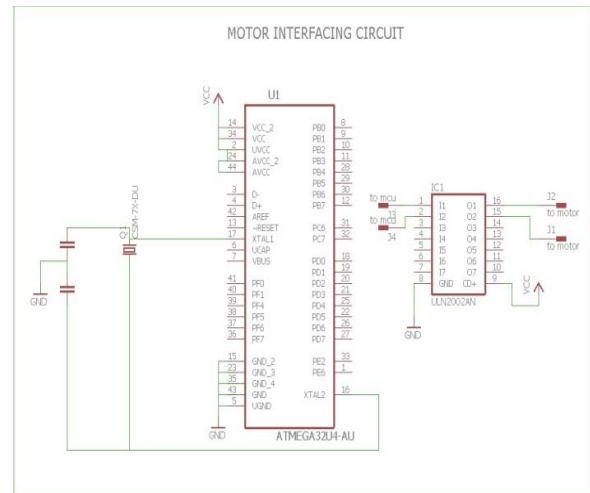 MOTOR INTERFACING CIRCUIT
U1
VCC
14 VCC_2 PB0 8
34 VCC PB1 9
2 UVCC PB2 10
24 AVCC_2 PB3 11
44 AVCC PB4 28
PB5 29
3 D- PB6 30
4 D+ PB7 12
42 AREF
13 ~RESET PC6 31
17 XTAL1 PC7 32
6 UCAP
7 VBUS PD0 18
PD1 19
41 PF0 PD2 20
40 PF1 PD3 21
39 PF4 PD4 25
38 PF5 PD5 22
37 PF6 PD6 26
36 PF7 PD7 27
15 GND_2 PE2 33
23 GND_3 PE6 1
35 GND_4
43 GND XTAL2 16
5 UGND
GND
ATMEGA32U4-AU
Q1
CSM-7X-DU
GND
IC1
to mcu
J3
to mcu
J4
1 I1 O1 16
2 I2 O2 15
3 I3 O3 14
4 I4 O4 13
5 I5 O5 12
6 I6 O6 11
7 I7 O7 10
8 GND CD+ 9
ULN2002AN
J2
to motor
J1
to motor
VCC
GND